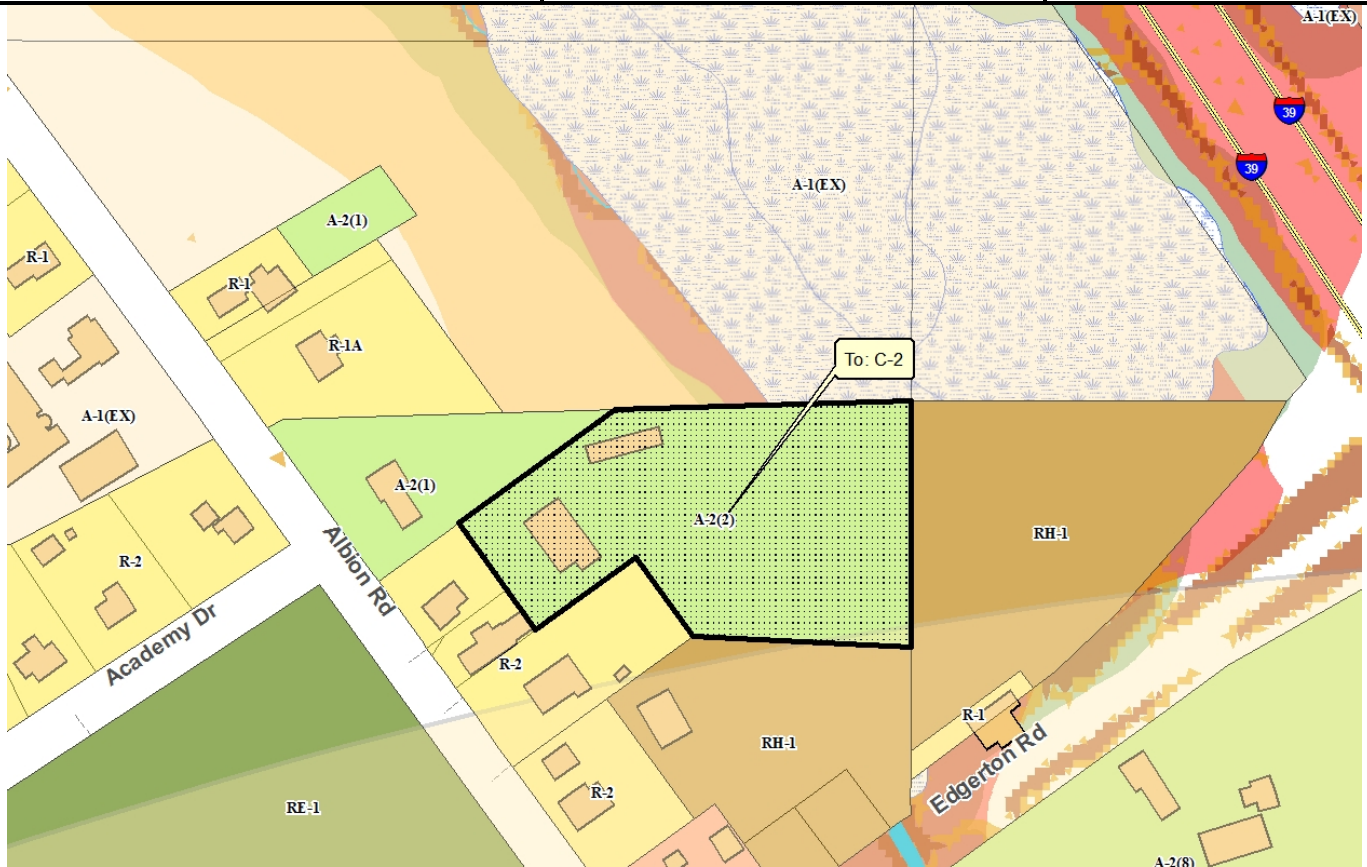 A-1(EX)
39
39
A-1(EX)
A-2(1)
R-1
R-1
R-1A
To: C-2
A-1(EX)
A-2(1)
A-2(2)
RH-1
Albion Rd
R-2
Academy Dr
R-2
R-1
RH-1
Edgerton Rd
R-2
RE-1
A-2(8)